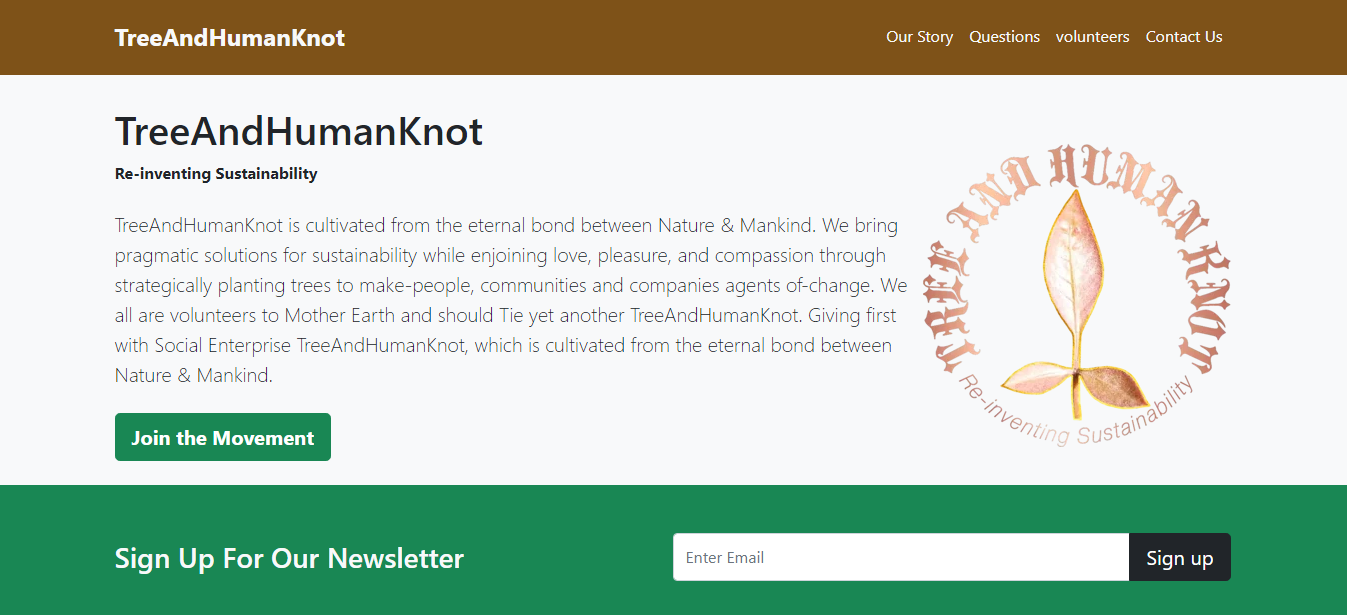 TreeAndHumanKnot
Our Story Questions volunteers Contact Us
TreeAndHumanKnot
Re-inventing Sustainability
TreeAndHumanKnot is cultivated from the eternal bond between Nature & Mankind. We bring
pragmatic solutions for sustainability while enjoining love, pleasure, and compassion through
strategically planting trees to make-people, communities and companies agents of-change. We
all are volunteers to Mother Earth and should Tie yet another TreeAndHumanKnot. Giving first
with Social Enterprise TreeAndHumanKnot, which is cultivated from the eternal bond between
Nature & Mankind.
Join the Movement
TREE AND HUMAN KNOT
Re-inventing Sustainability
Sign Up For Our Newsletter
Enter Email
Sign up